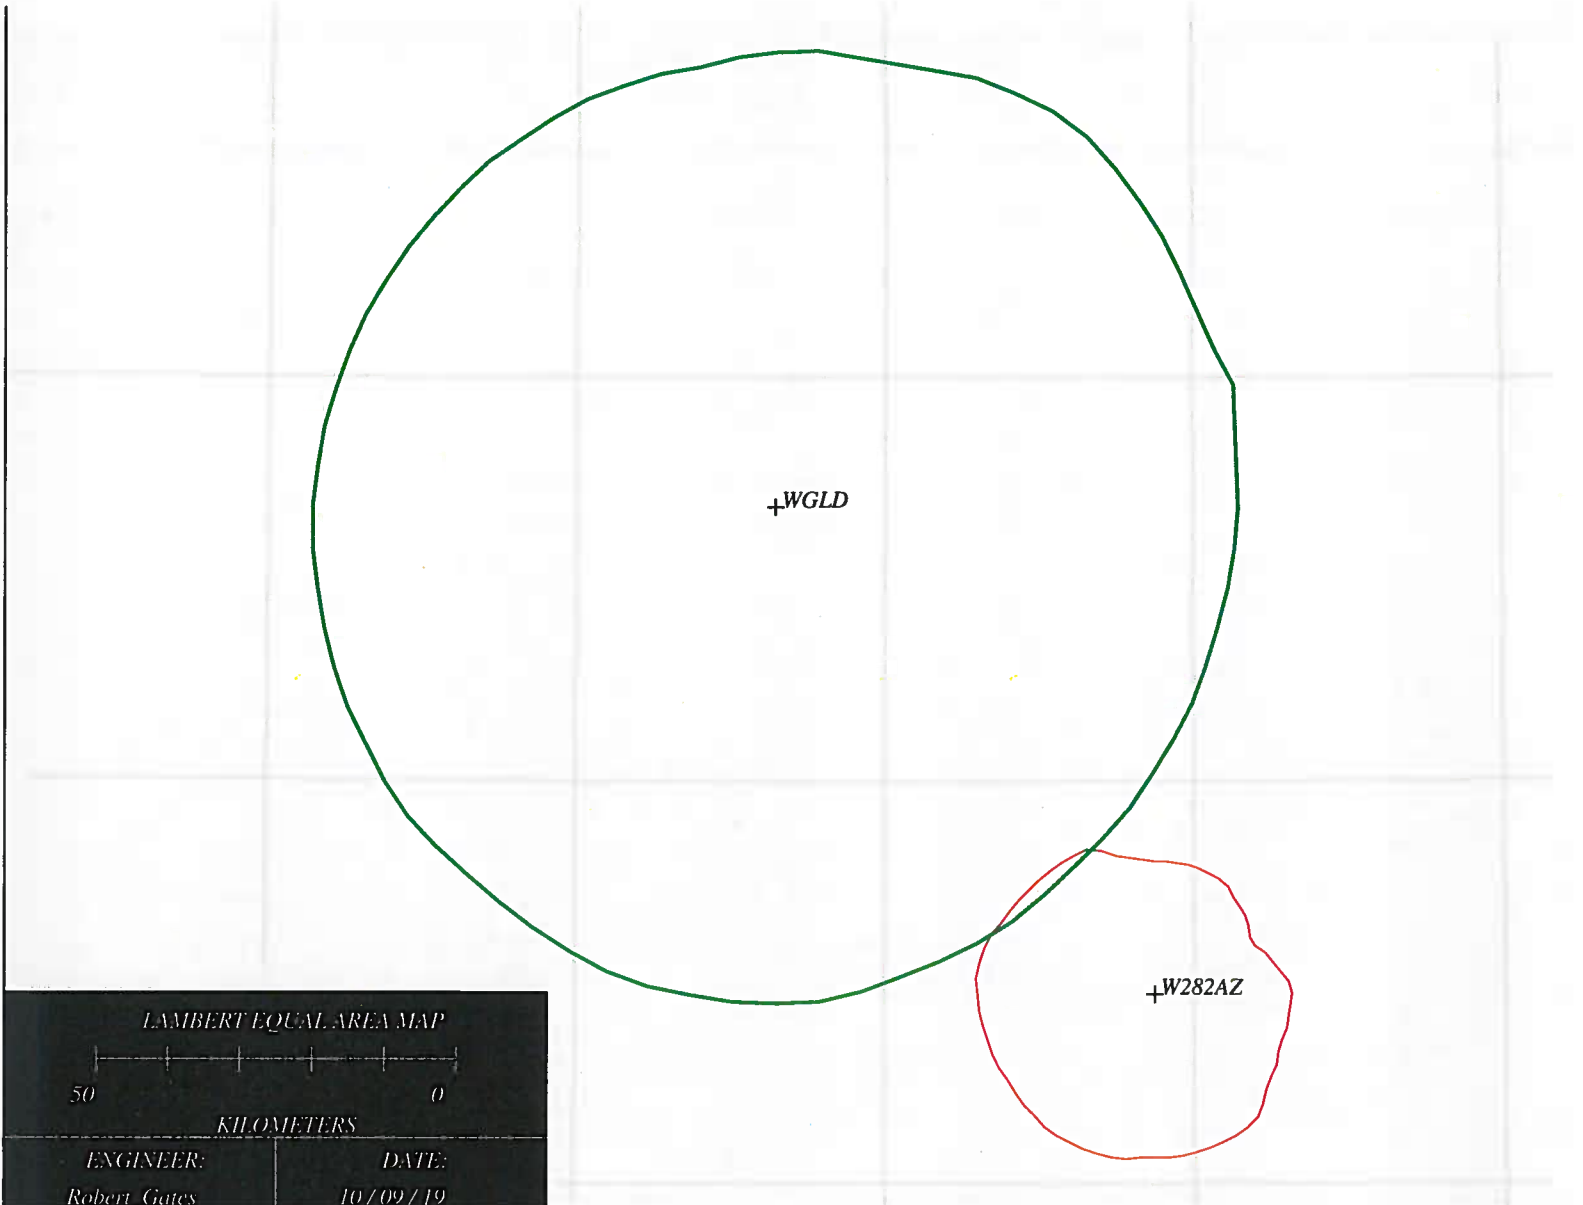 WGLD
W282AZ
LAMBERT EQUAL AREA MAP
50 0
KILOMETERS
ENGINEER: DATE:
Robert Gates 10/09/19